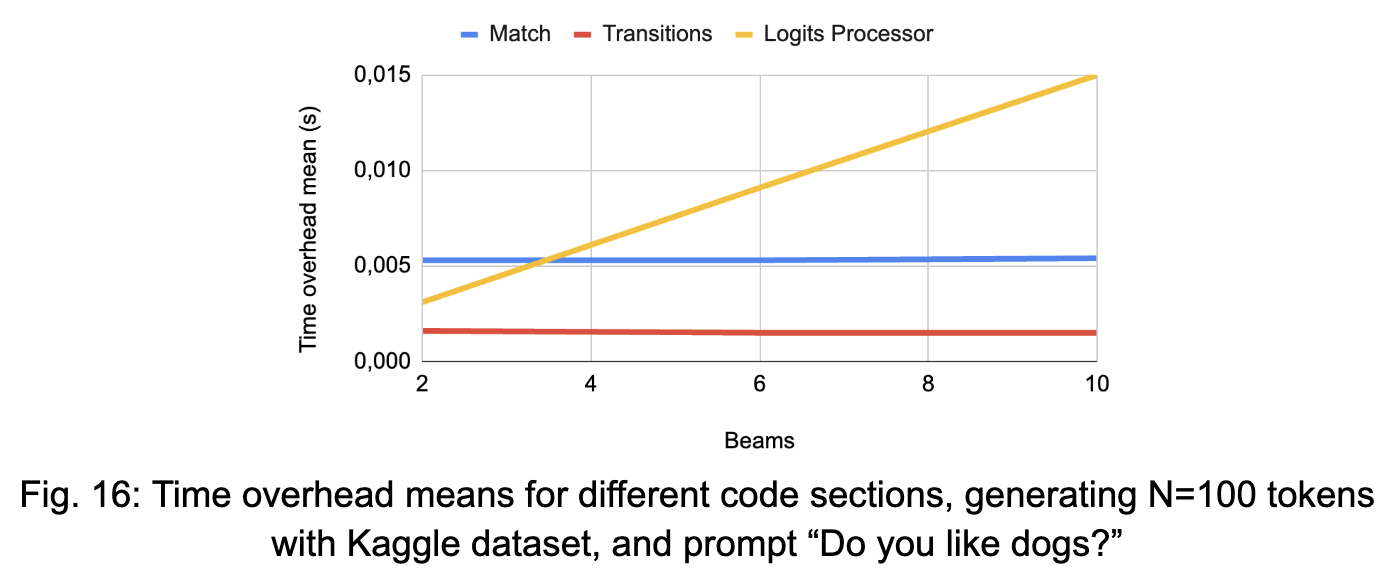 Match Transitions Logits Processor
0,015
0,010
0,005
0,000
Time overhead mean (s)
2 4 6 8 10
Beams
Fig. 16: Time overhead means for different code sections, generating N=100 tokens
with Kaggle dataset, and prompt “Do you like dogs?”